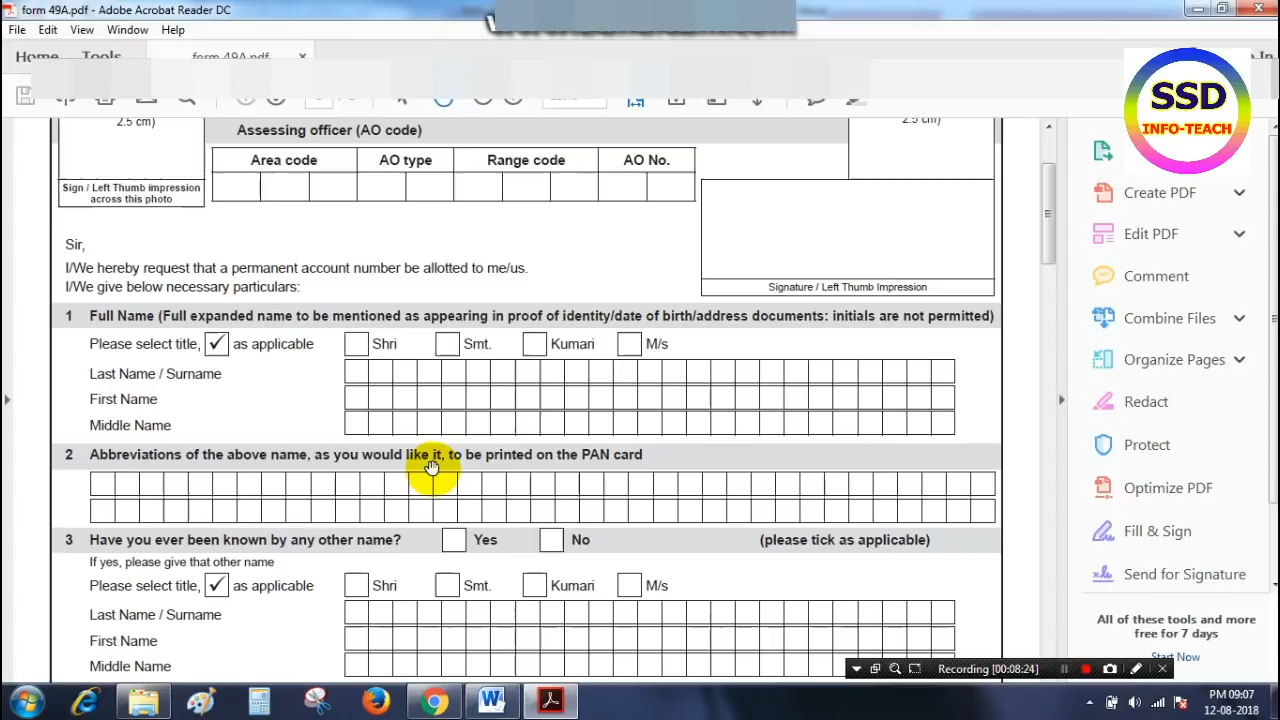 form 49A.pdf - Adobe Acrobat Reader DC
File Edit View Window Help
Home Tools form 49A.pdf
SSD
INFO-TEACH
2.5 cm)
Assessing officer (AO code)
2.5 cm)
Area code AO type Range code AO No.
Sign / Left Thumb impression
across this photo
Sir,
I/We hereby request that a permanent account number be allotted to me/us.
I/We give below necessary particulars:
Signature / Left Thumb Impression
1 Full Name (Full expanded name to be mentioned as appearing in proof of identity/date of birth/address documents: initials are not permitted)
Please select title, ✓ as applicable Shri Smt. Kumari M/s
Last Name / Surname
First Name
Middle Name
2 Abbreviations of the above name, as you would like it, to be printed on the PAN card
3 Have you ever been known by any other name? Yes No (please tick as applicable)
If yes, please give that other name
Please select title, ✓ as applicable Shri Smt. Kumari M/s
Last Name / Surname
First Name
Middle Name
Create PDF
Edit PDF
Comment
Combine Files
Organize Pages
Redact
Protect
Optimize PDF
Fill & Sign
Send for Signature
All of these tools and more
free for 7 days
Start Now
Recording [00:08:24]
PM 09:07
12-08-2018